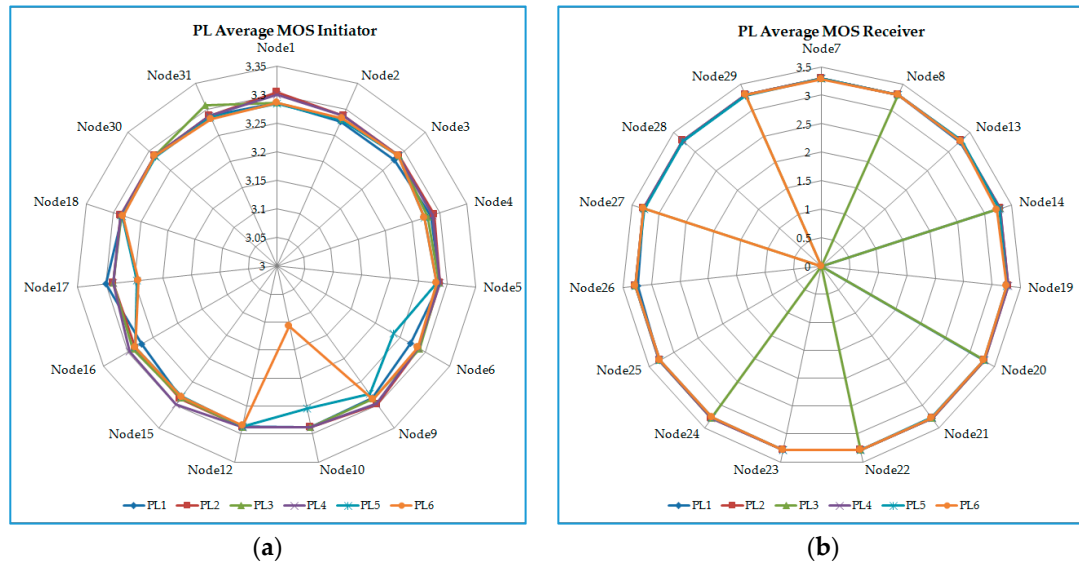 PL Average MOS Initiator
Node1
Node2
Node3
Node4
Node5
Node6
Node9
Node10
Node12
Node15
Node16
Node17
Node18
Node30
Node31
3.35
3.3
3.25
3.2
3.15
3.1
3.05
3
PL1 PL2 PL3 PL4 PL5 PL6
(a)
PL Average MOS Receiver
Node7
Node8
Node13
Node14
Node19
Node20
Node21
Node22
Node23
Node24
Node25
Node26
Node27
Node28
Node29
3.5
3
2.5
2
1.5
1
0.5
0
PL1 PL2 PL3 PL4 PL5 PL6
(b)